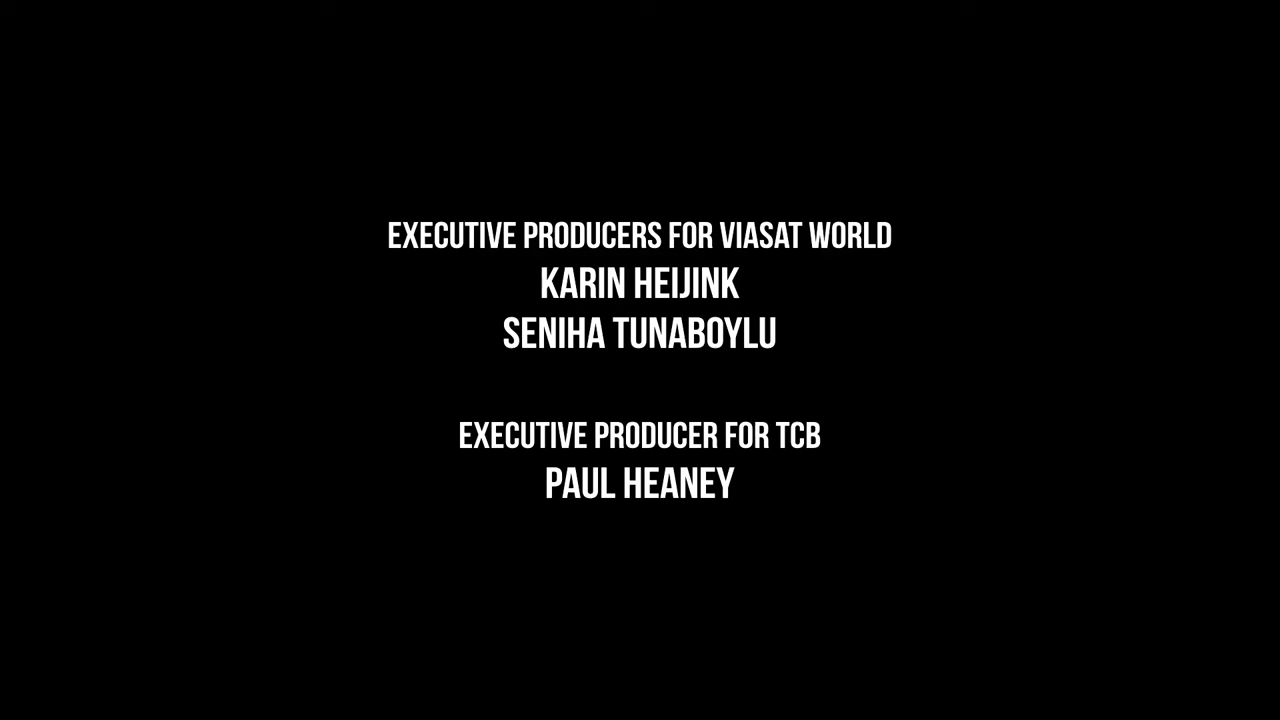 EXECUTIVE PRODUCERS FOR VIASAT WORLD
KARIN HEIJINK
SENIHA TUNABOYLU
EXECUTIVE PRODUCER FOR TCB
PAUL HEANEY